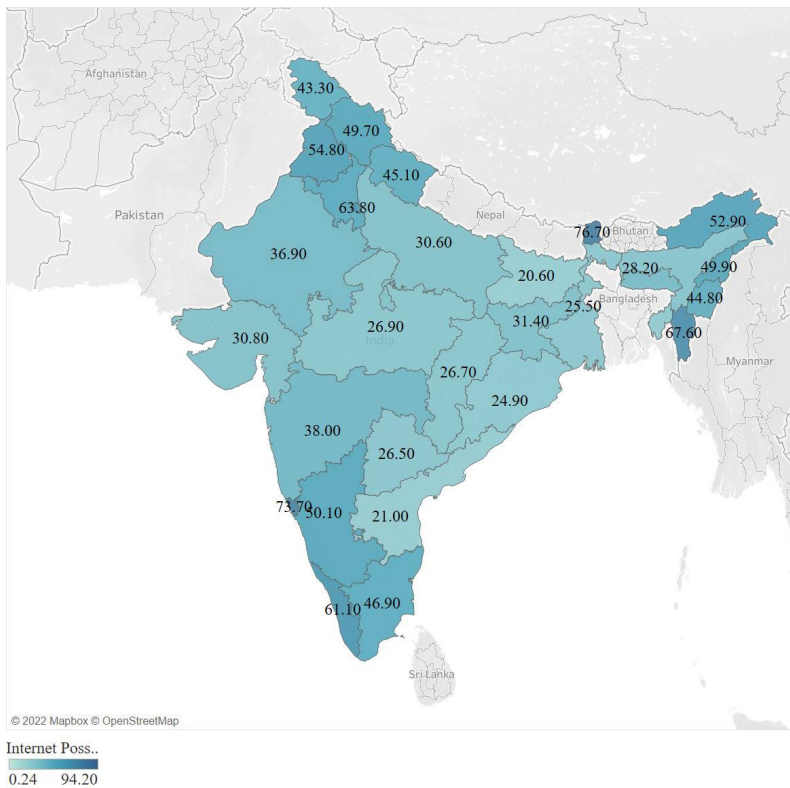 Afghanistan
43.30
49.70
54.80
45.10
Pakistan
63.80
Nepal
52.90
76.70
Bhutan
36.90
30.60
28.20
49.90
20.60
44.80
25.50
Bangladesh
31.40
67.60
30.80
26.90
India
Myanmar
26.70
24.90
38.00
26.50
73.70
50.10
21.00
61.10
46.90
Sri Lanka
© 2022 Mapbox © OpenStreetMap
Internet Poss..
0.24 94.20